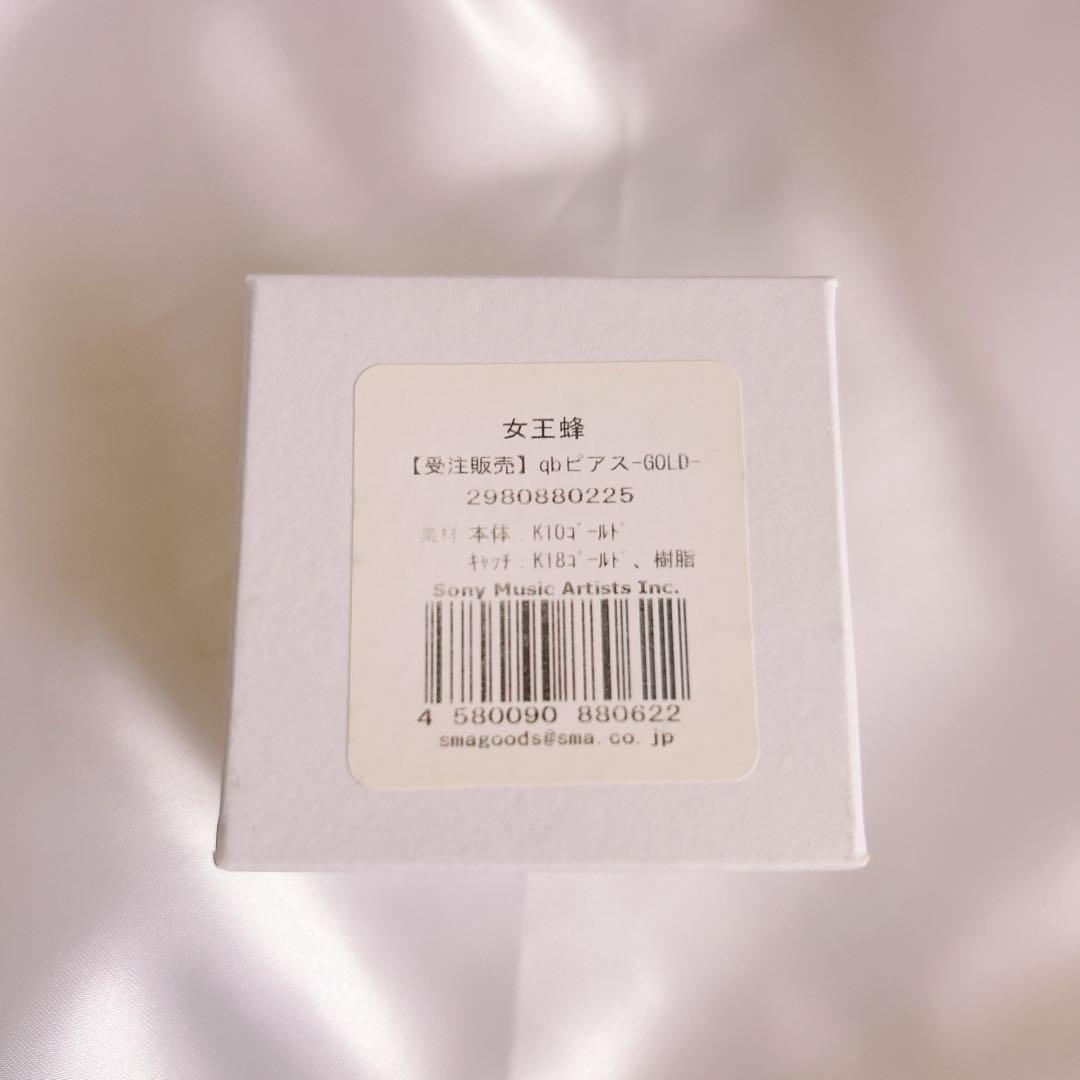 女王蜂
【受注販売】qbピアス-GOLD-
2980880225
素材 本体：K10ｺﾞｰﾙﾄﾞ
ｷｬｯﾁ：K18ｺﾞｰﾙﾄﾞ、樹脂
Sony Music Artists Inc.
4 580090 880622
smagoods@sma.co.jp